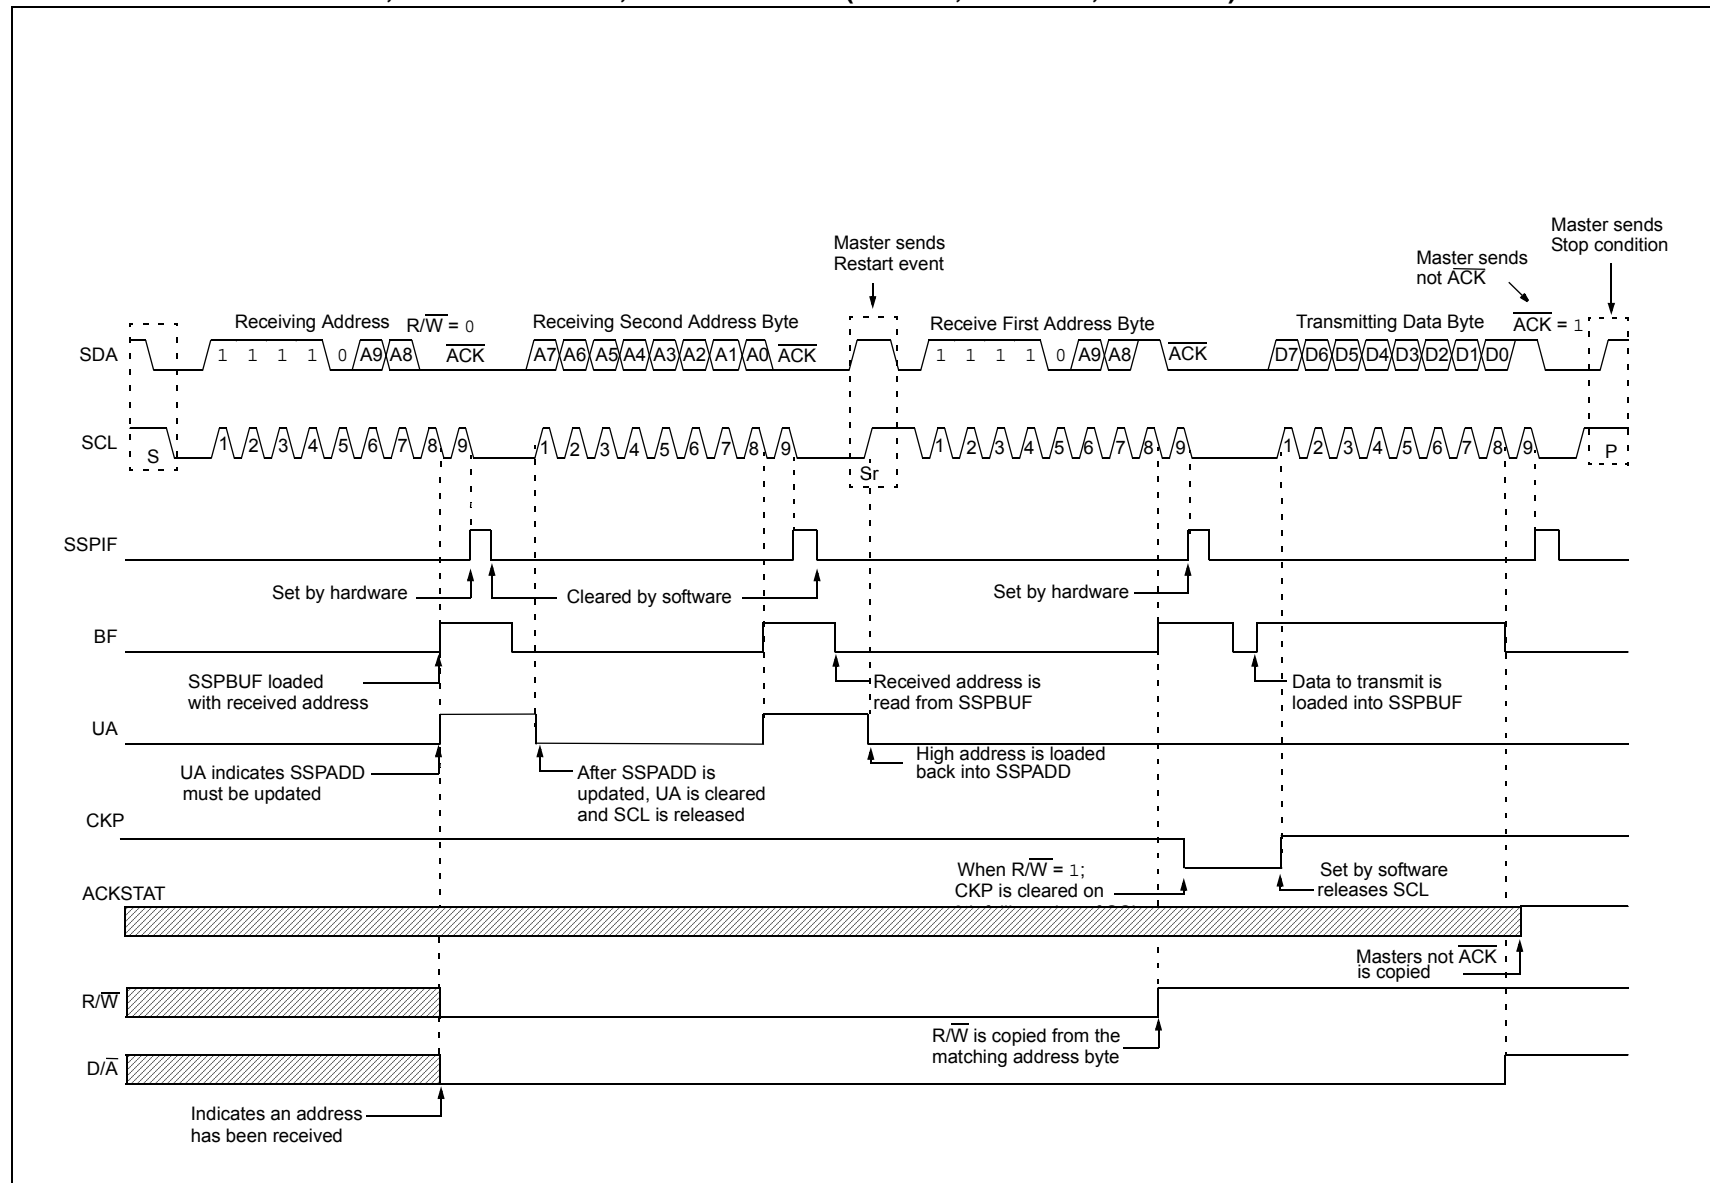 Master sends
Stop condition
Master sends
Restart event
Master sends
not ACK
Receiving Address R/W = 0
Receiving Second Address Byte
Receive First Address Byte
Transmitting Data Byte
ACK = 1
SDA
1 1 1 1 0 A9 A8 ACK
A7 A6 A5 A4 A3 A2 A1 A0 ACK
1 1 1 1 0 A9 A8 ACK
D7 D6 D5 D4 D3 D2 D1 D0
SCL
S
1 2 3 4 5 6 7 8 9
1 2 3 4 5 6 7 8 9
Sr
1 2 3 4 5 6 7 8 9
1 2 3 4 5 6 7 8 9
P
SSPIF
Set by hardware
Cleared by software
Set by hardware
BF
SSPBUF loaded
with received address
Received address is
read from SSPBUF
Data to transmit is
loaded into SSPBUF
UA
UA indicates SSPADD
must be updated
After SSPADD is
updated, UA is cleared
and SCL is released
High address is loaded
back into SSPADD
CKP
When R/W = 1;
CKP is cleared on
Set by software
releases SCL
ACKSTAT
Masters not ACK
is copied
R/W
R/W is copied from the
matching address byte
D/A
Indicates an address
has been received